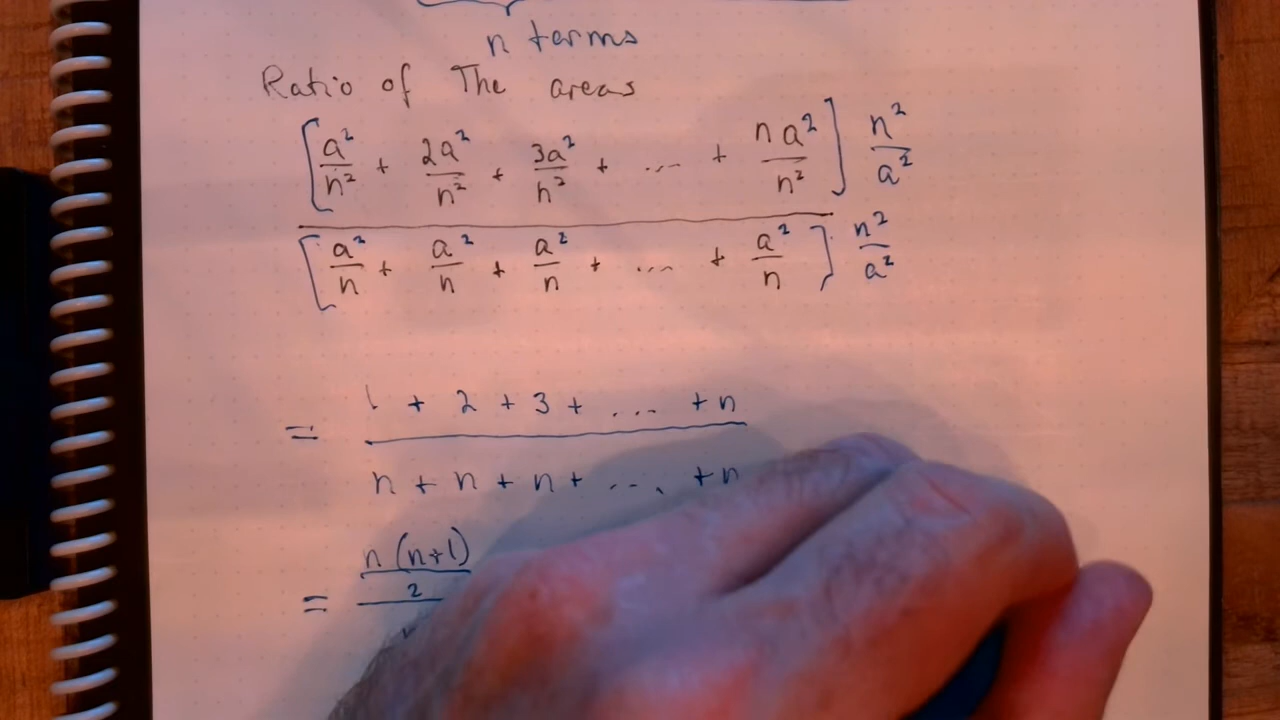 n terms
Ratio of The areas
[a²/n² + 2a²/n² + 3a²/n² + .... + na²/n²] n²/a²
[a²/n + a²/n + a²/n + .... + a²/n] n²/a²
= 1 + 2 + 3 + .... + n
n + n + n + .... + n
= n(n+1)
2